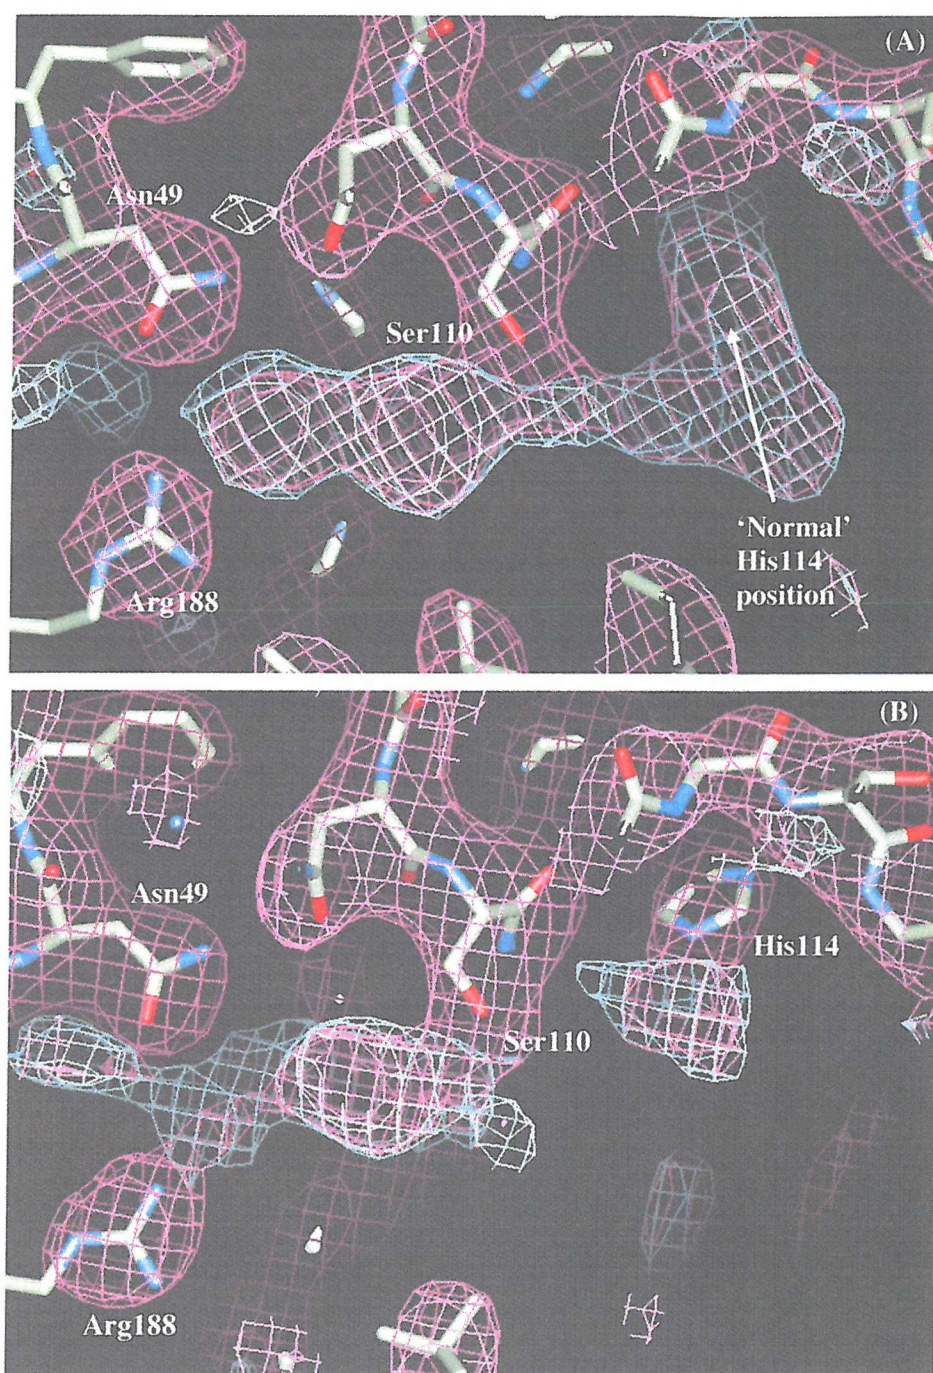 (A)
Asn49
Ser110
'Normal'
His114
position
Arg188
(B)
Asn49
His114
Ser110
Arg188